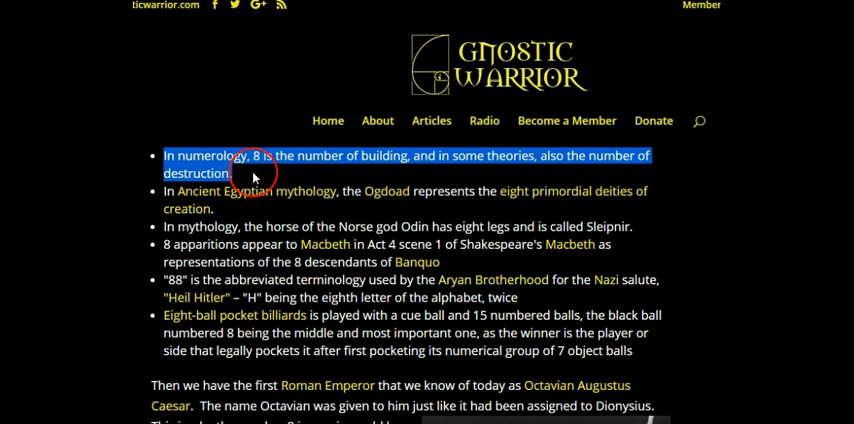 ticwarrior.com
Member
GNOSTIC
WARRIOR
Home About Articles Radio Become a Member Donate
In numerology, 8 is the number of building, and in some theories, also the number of
destruction.
In Ancient Egyptian mythology, the Ogdoad represents the eight primordial deities of
creation.
In mythology, the horse of the Norse god Odin has eight legs and is called Sleipnir.
8 apparitions appear to Macbeth in Act 4 scene 1 of Shakespeare's Macbeth as
representations of the 8 descendants of Banquo
"88" is the abbreviated terminology used by the Aryan Brotherhood for the Nazi salute,
"Heil Hitler" – "H" being the eighth letter of the alphabet, twice
Eight-ball pocket billiards is played with a cue ball and 15 numbered balls, the black ball
numbered 8 being the middle and most important one, as the winner is the player or
side that legally pockets it after first pocketing its numerical group of 7 object balls
Then we have the first Roman Emperor that we know of today as Octavian Augustus
Caesar. The name Octavian was given to him just like it had been assigned to Dionysius.